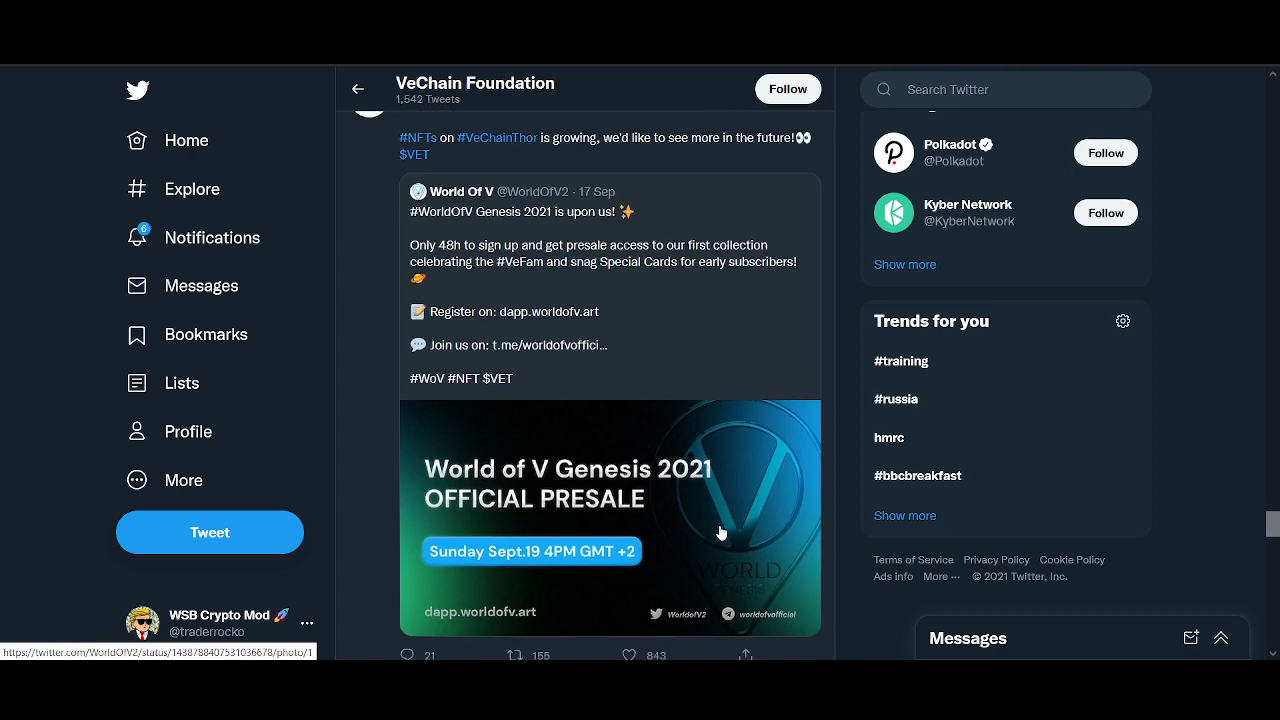 Home
Explore
6
Notifications
Messages
Bookmarks
Lists
Profile
More
Tweet
WSB Crypto Mod 🚀
@traderrocko
https://twitter.com/WorldOfV2/status/1438788407531036678/photo/1
VeChain Foundation
1,542 Tweets
Follow
#NFTs on #VeChainThor is growing, we'd like to see more in the future!👀
$VET
World Of V @WorldOfV2 · 17 Sep
#WorldOfV Genesis 2021 is upon us! ✨
Only 48h to sign up and get presale access to our first collection
celebrating the #VeFam and snag Special Cards for early subscribers!
🪐
📝 Register on: dapp.worldofv.art
💬 Join us on: t.me/worldofvoffici...
#WoV #NFT $VET
World of V Genesis 2021
OFFICIAL PRESALE
Sunday Sept.19 4PM GMT +2
WORLD
GENESIS
dapp.worldofv.art
WorldofV2
worldofvofficial
21
155
843
Search Twitter
Polkadot
@Polkadot
Follow
Kyber Network
@KyberNetwork
Follow
Show more
Trends for you
#training
#russia
hmrc
#bbcbreakfast
Show more
Terms of Service Privacy Policy Cookie Policy
Ads info More ··· © 2021 Twitter, Inc.
Messages